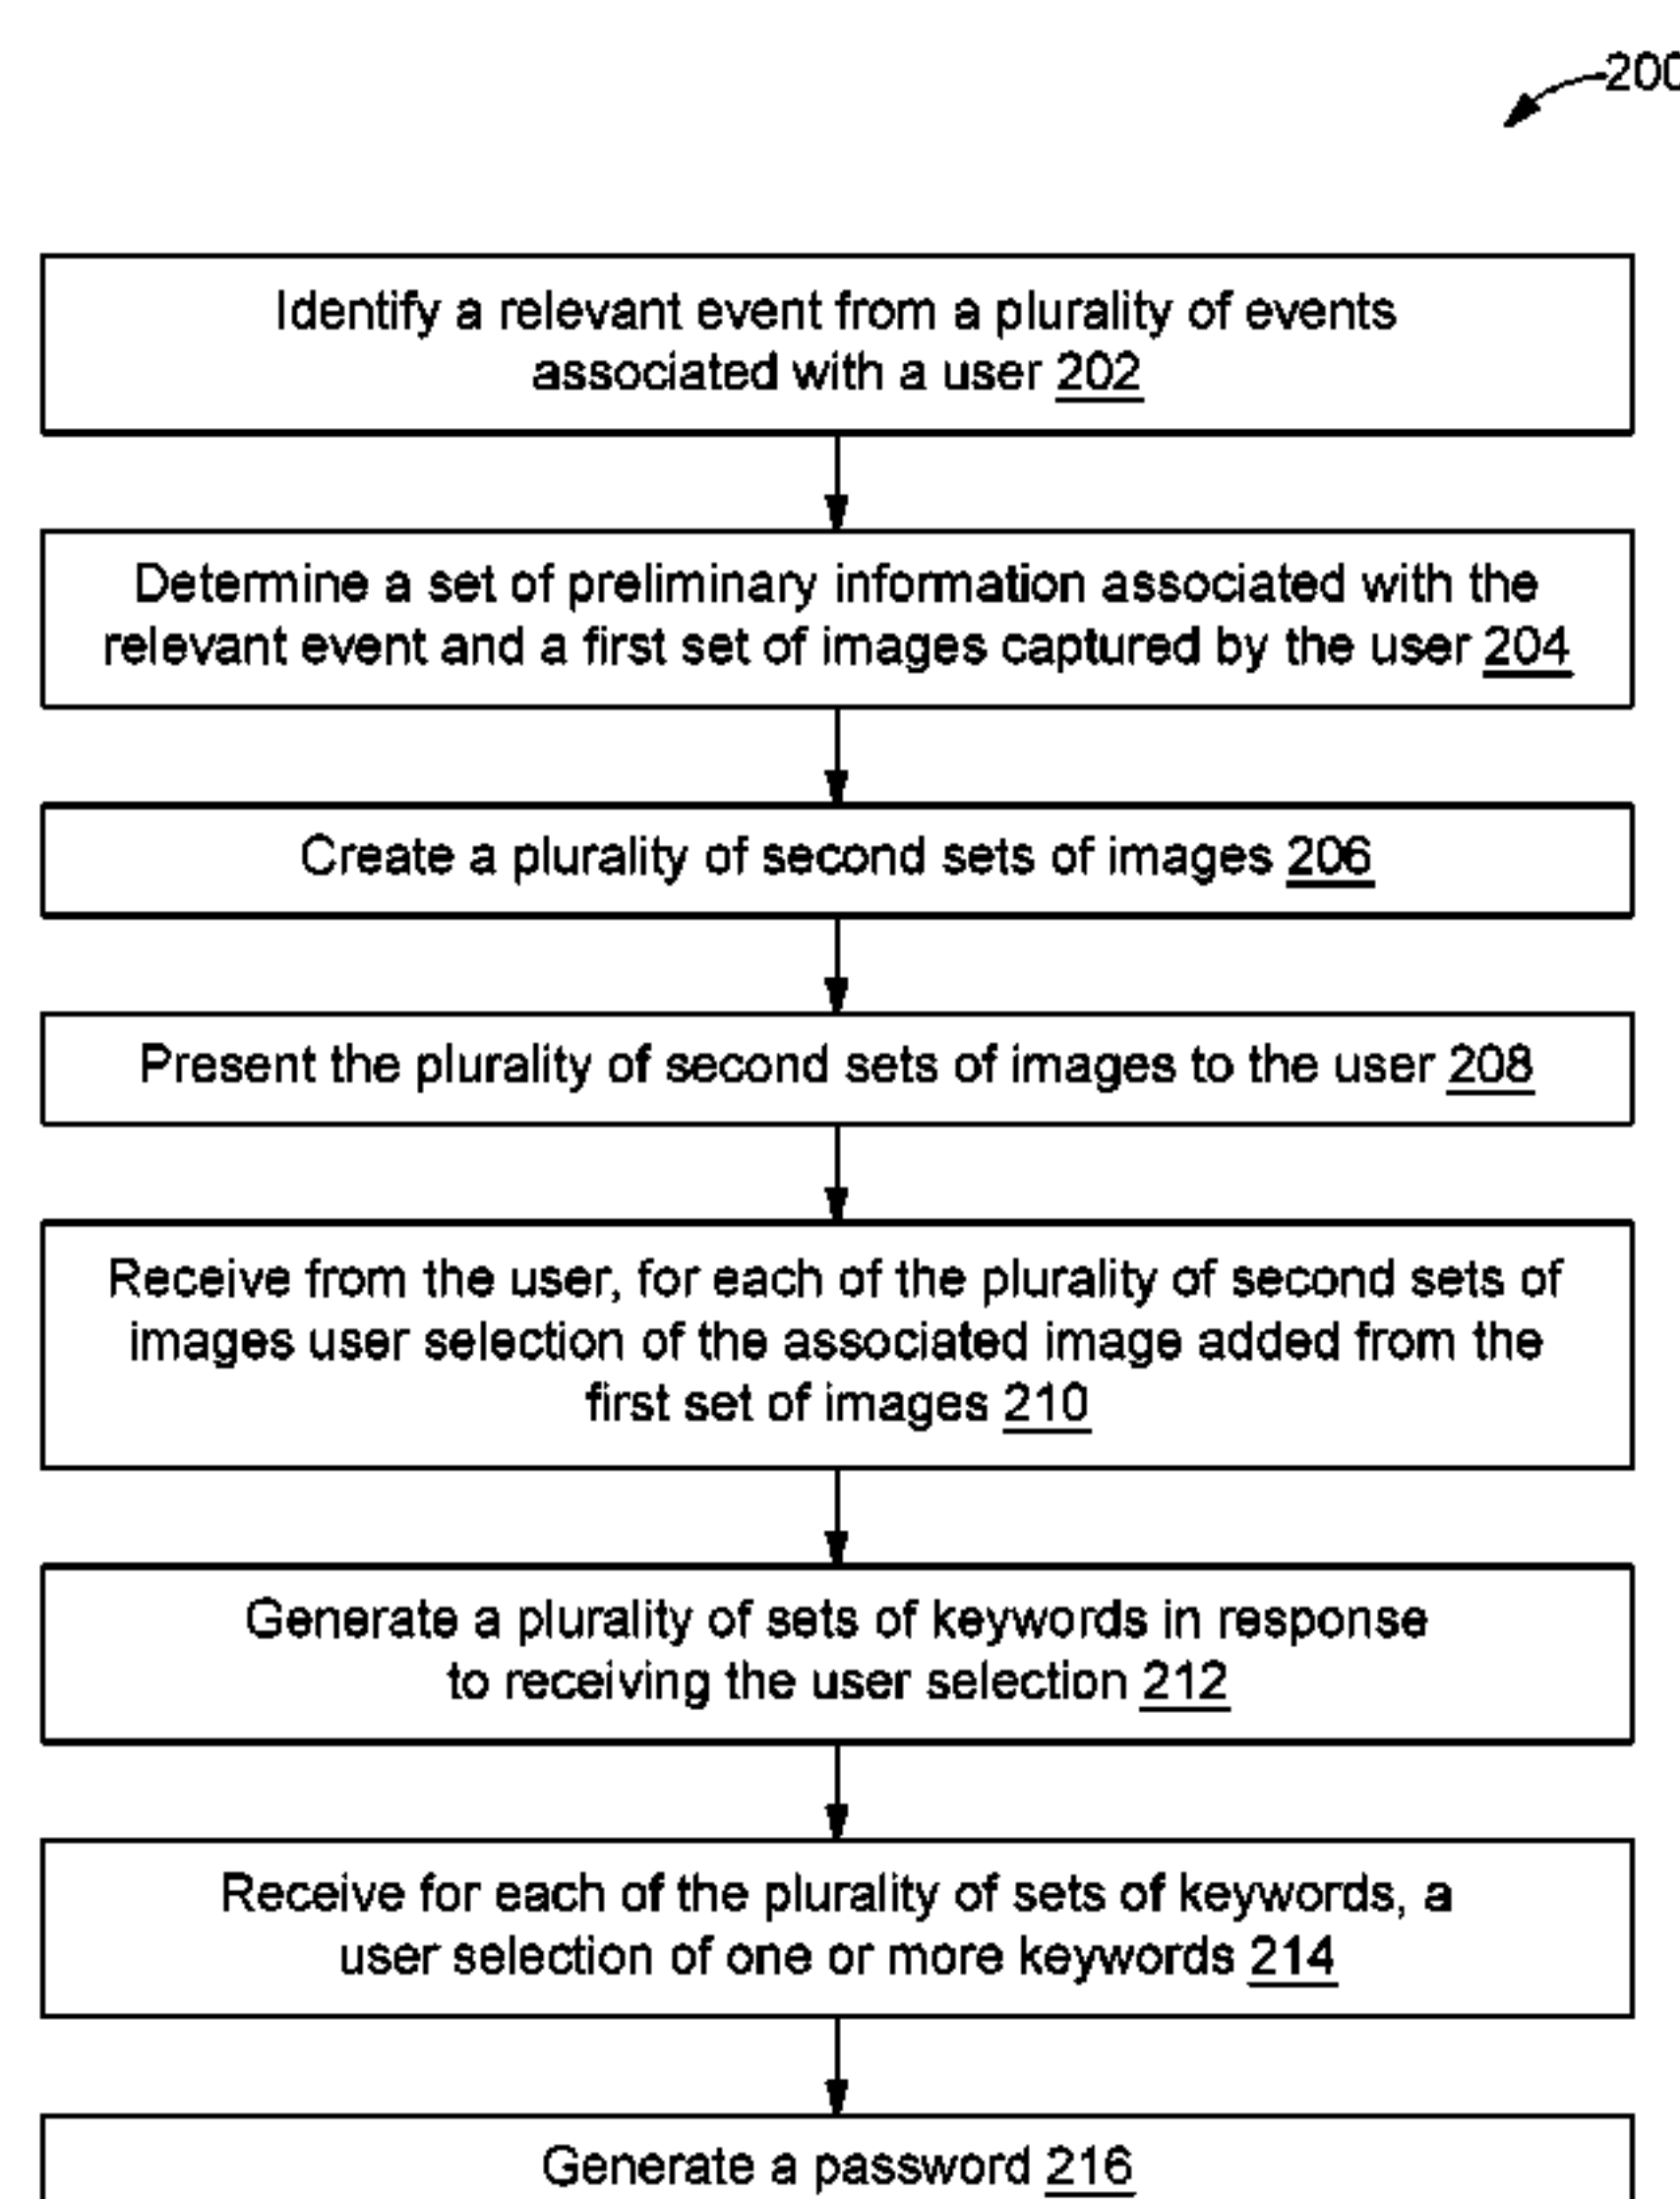 200
Identify a relevant event from a plurality of events
associated with a user 202
Determine a set of preliminary information associated with the
relevant event and a first set of images captured by the user 204
Create a plurality of second sets of images 206
Present the plurality of second sets of images to the user 208
Receive from the user, for each of the plurality of second sets of
images user selection of the associated image added from the
first set of images 210
Generate a plurality of sets of keywords in response
to receiving the user selection 212
Receive for each of the plurality of sets of keywords, a
user selection of one or more keywords 214
Generate a password 216